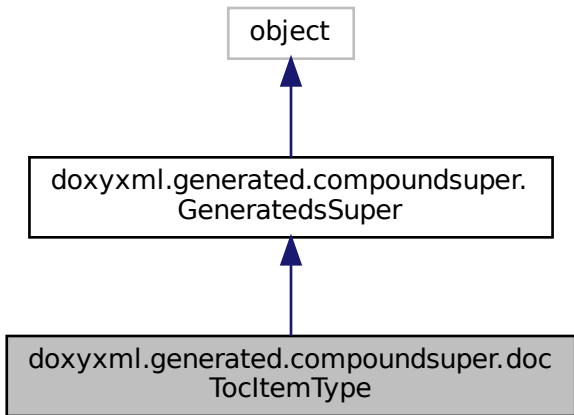 object
doxyxml.generated.compoundsuper.
GeneratedsSuper
doxyxml.generated.compoundsuper.doc
TocItemType